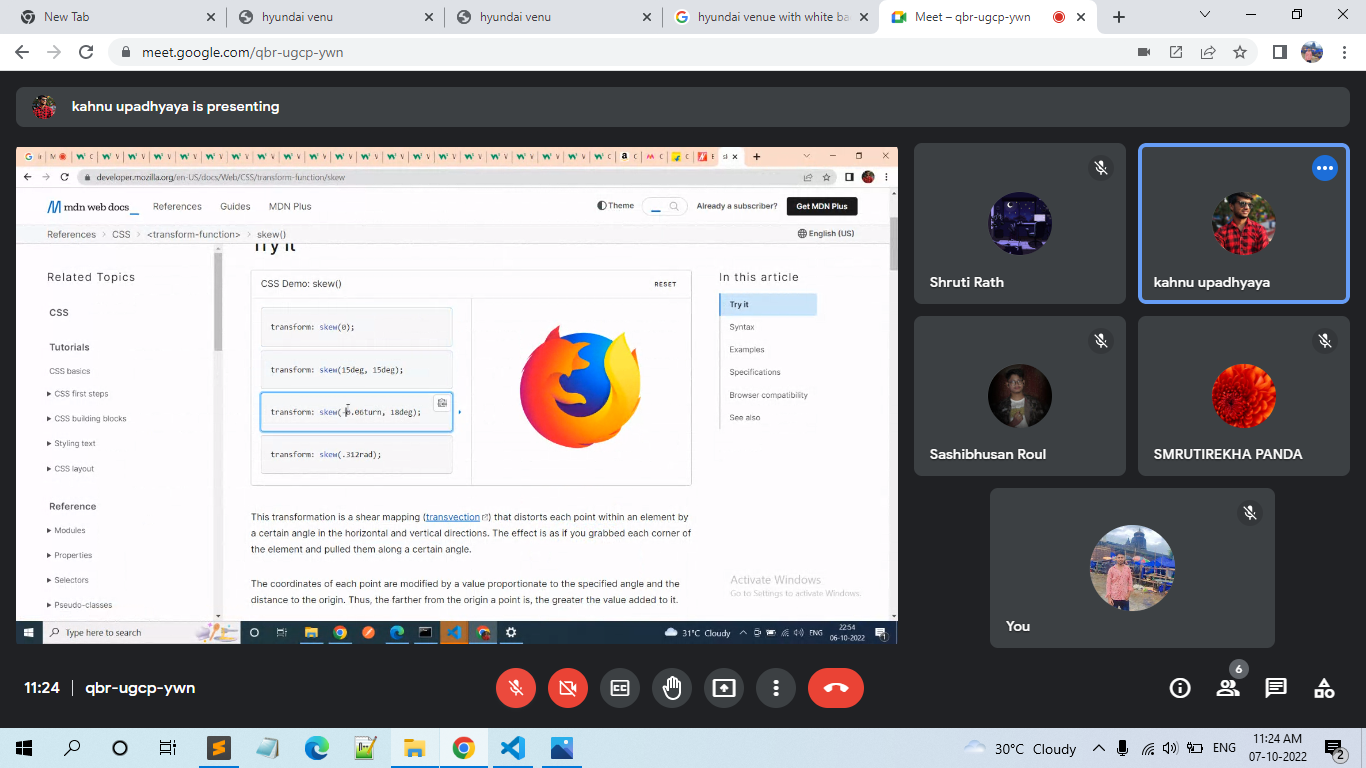 New Tab
hyundai venu
hyundai venu
hyundai venue with white ba
Meet – qbr-ugcp-ywn
meet.google.com/qbr-ugcp-ywn
kahnu upadhyaya is presenting
developer.mozilla.org/en-US/docs/Web/CSS/transform-function/skew
mdn web docs
References
Guides
MDN Plus
Theme
Already a subscriber?
Get MDN Plus
References > CSS > <transform-function> > skew()
English (US)
Try it
Related Topics
CSS
Tutorials
CSS basics
CSS first steps
CSS building blocks
Styling text
CSS layout
Reference
Modules
Properties
Selectors
Pseudo-classes
CSS Demo: skew()
RESET
transform: skew(0);
transform: skew(15deg, 15deg);
transform: skew(-0.06turn, 18deg);
transform: skew(.312rad);
This transformation is a shear mapping (transvection) that distorts each point within an element by
a certain angle in the horizontal and vertical directions. The effect is as if you grabbed each corner of
the element and pulled them along a certain angle.
The coordinates of each point are modified by a value proportionate to the specified angle and the
distance to the origin. Thus, the farther from the origin a point is, the greater the value added to it.
In this article
Try it
Syntax
Examples
Specifications
Browser compatibility
See also
Activate Windows
Go to Settings to activate Windows.
Type here to search
31°C Cloudy
ENG
22:54
06-10-2022
Shruti Rath
kahnu upadhyaya
Sashibhusan Roul
SMRUTIREKHA PANDA
You
11:24 | qbr-ugcp-ywn
6
30°C Cloudy
ENG
11:24 AM
07-10-2022
2